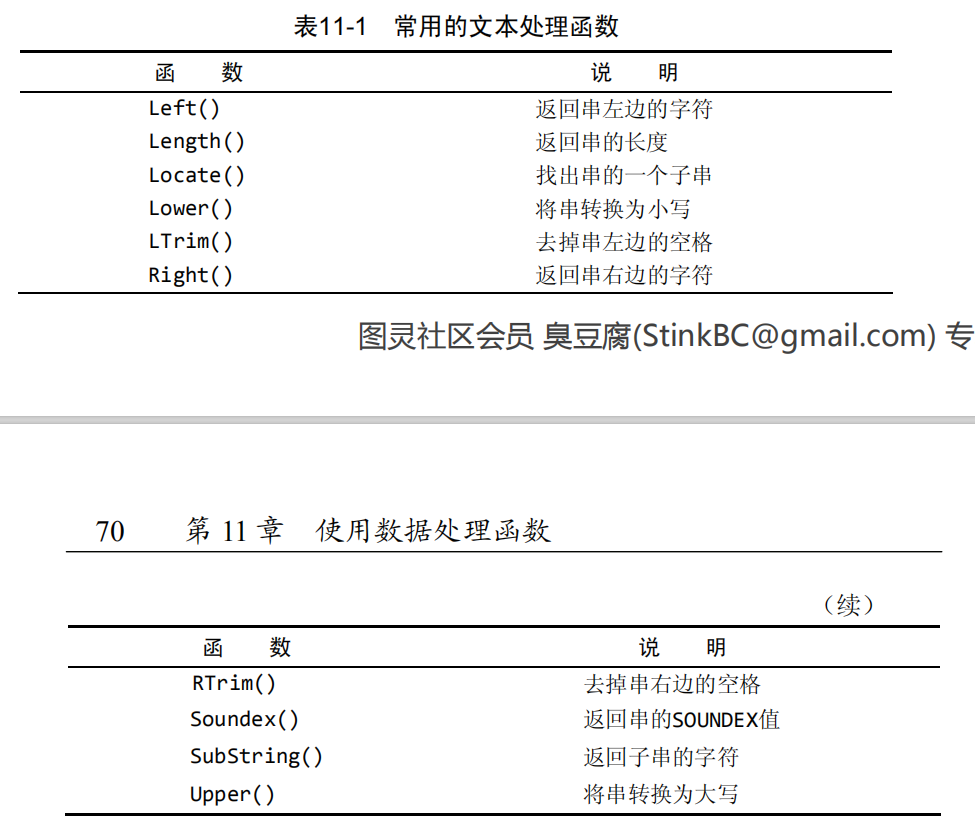 表11-1 常用的文本处理函数
函 数 说 明
Left() 返回串左边的字符
Length() 返回串的长度
Locate() 找出串的一个子串
Lower() 将串转换为小写
LTrim() 去掉串左边的空格
Right() 返回串右边的字符
图灵社区会员 臭豆腐(StinkBC@gmail.com) 专
70 第 11 章 使用数据处理函数
（续）
函 数 说 明
RTrim() 去掉串右边的空格
Soundex() 返回串的SOUNDEX值
SubString() 返回子串的字符
Upper() 将串转换为大写